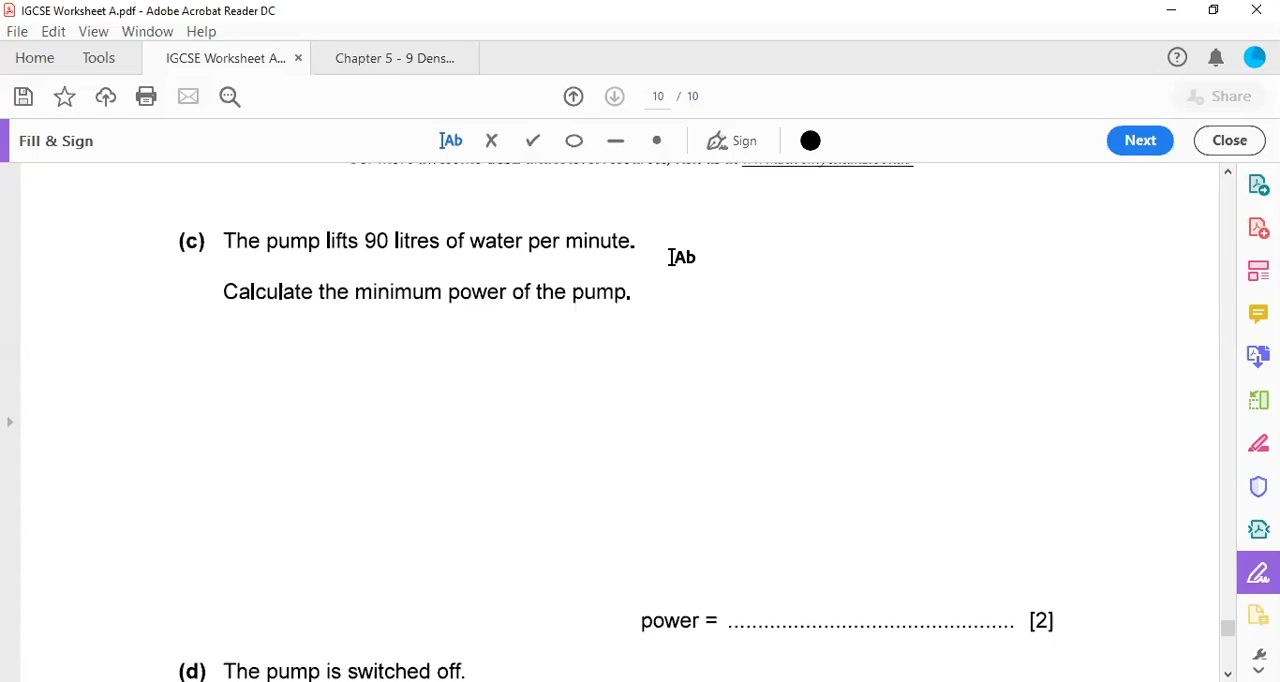 IGCSE Worksheet A.pdf - Adobe Acrobat Reader DC
File Edit View Window Help
Home Tools IGCSE Worksheet A... × Chapter 5 - 9 Dens...
10 / 10 Share
Fill & Sign Ab Sign Next Close
(c) The pump lifts 90 litres of water per minute.
Ab
Calculate the minimum power of the pump.
power = ................................................ [2]
(d) The pump is switched off.